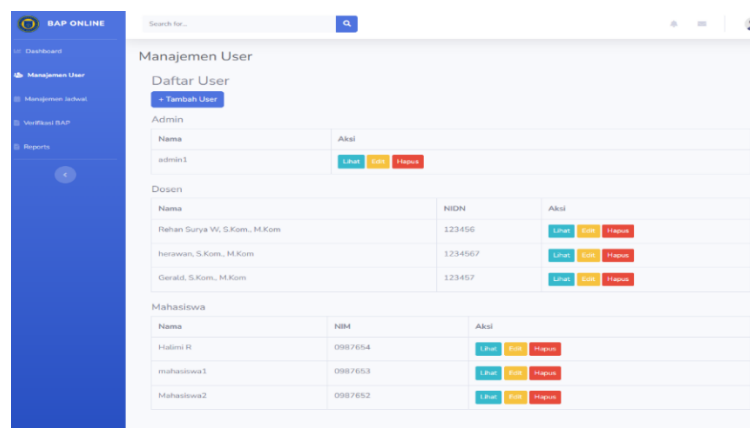 BAP ONLINE
Search for...
Dashboard
Manajemen User
Manajemen Jadwal
Verifikasi BAP
Reports
Manajemen User
Daftar User
+ Tambah User
Admin
Nama Aksi
admin1 Lihat Edit Hapus
Dosen
Nama NIDN Aksi
Rehan Surya W, S.Kom., M.Kom 123456 Lihat Edit Hapus
herawan, S.Kom., M.Kom 1234567 Lihat Edit Hapus
Gerald, S.Kom., M.Kom 123457 Lihat Edit Hapus
Mahasiswa
Nama NIM Aksi
Halimi R 0987654 Lihat Edit Hapus
mahasiswa1 0987653 Lihat Edit Hapus
Mahasiswa2 0987652 Lihat Edit Hapus